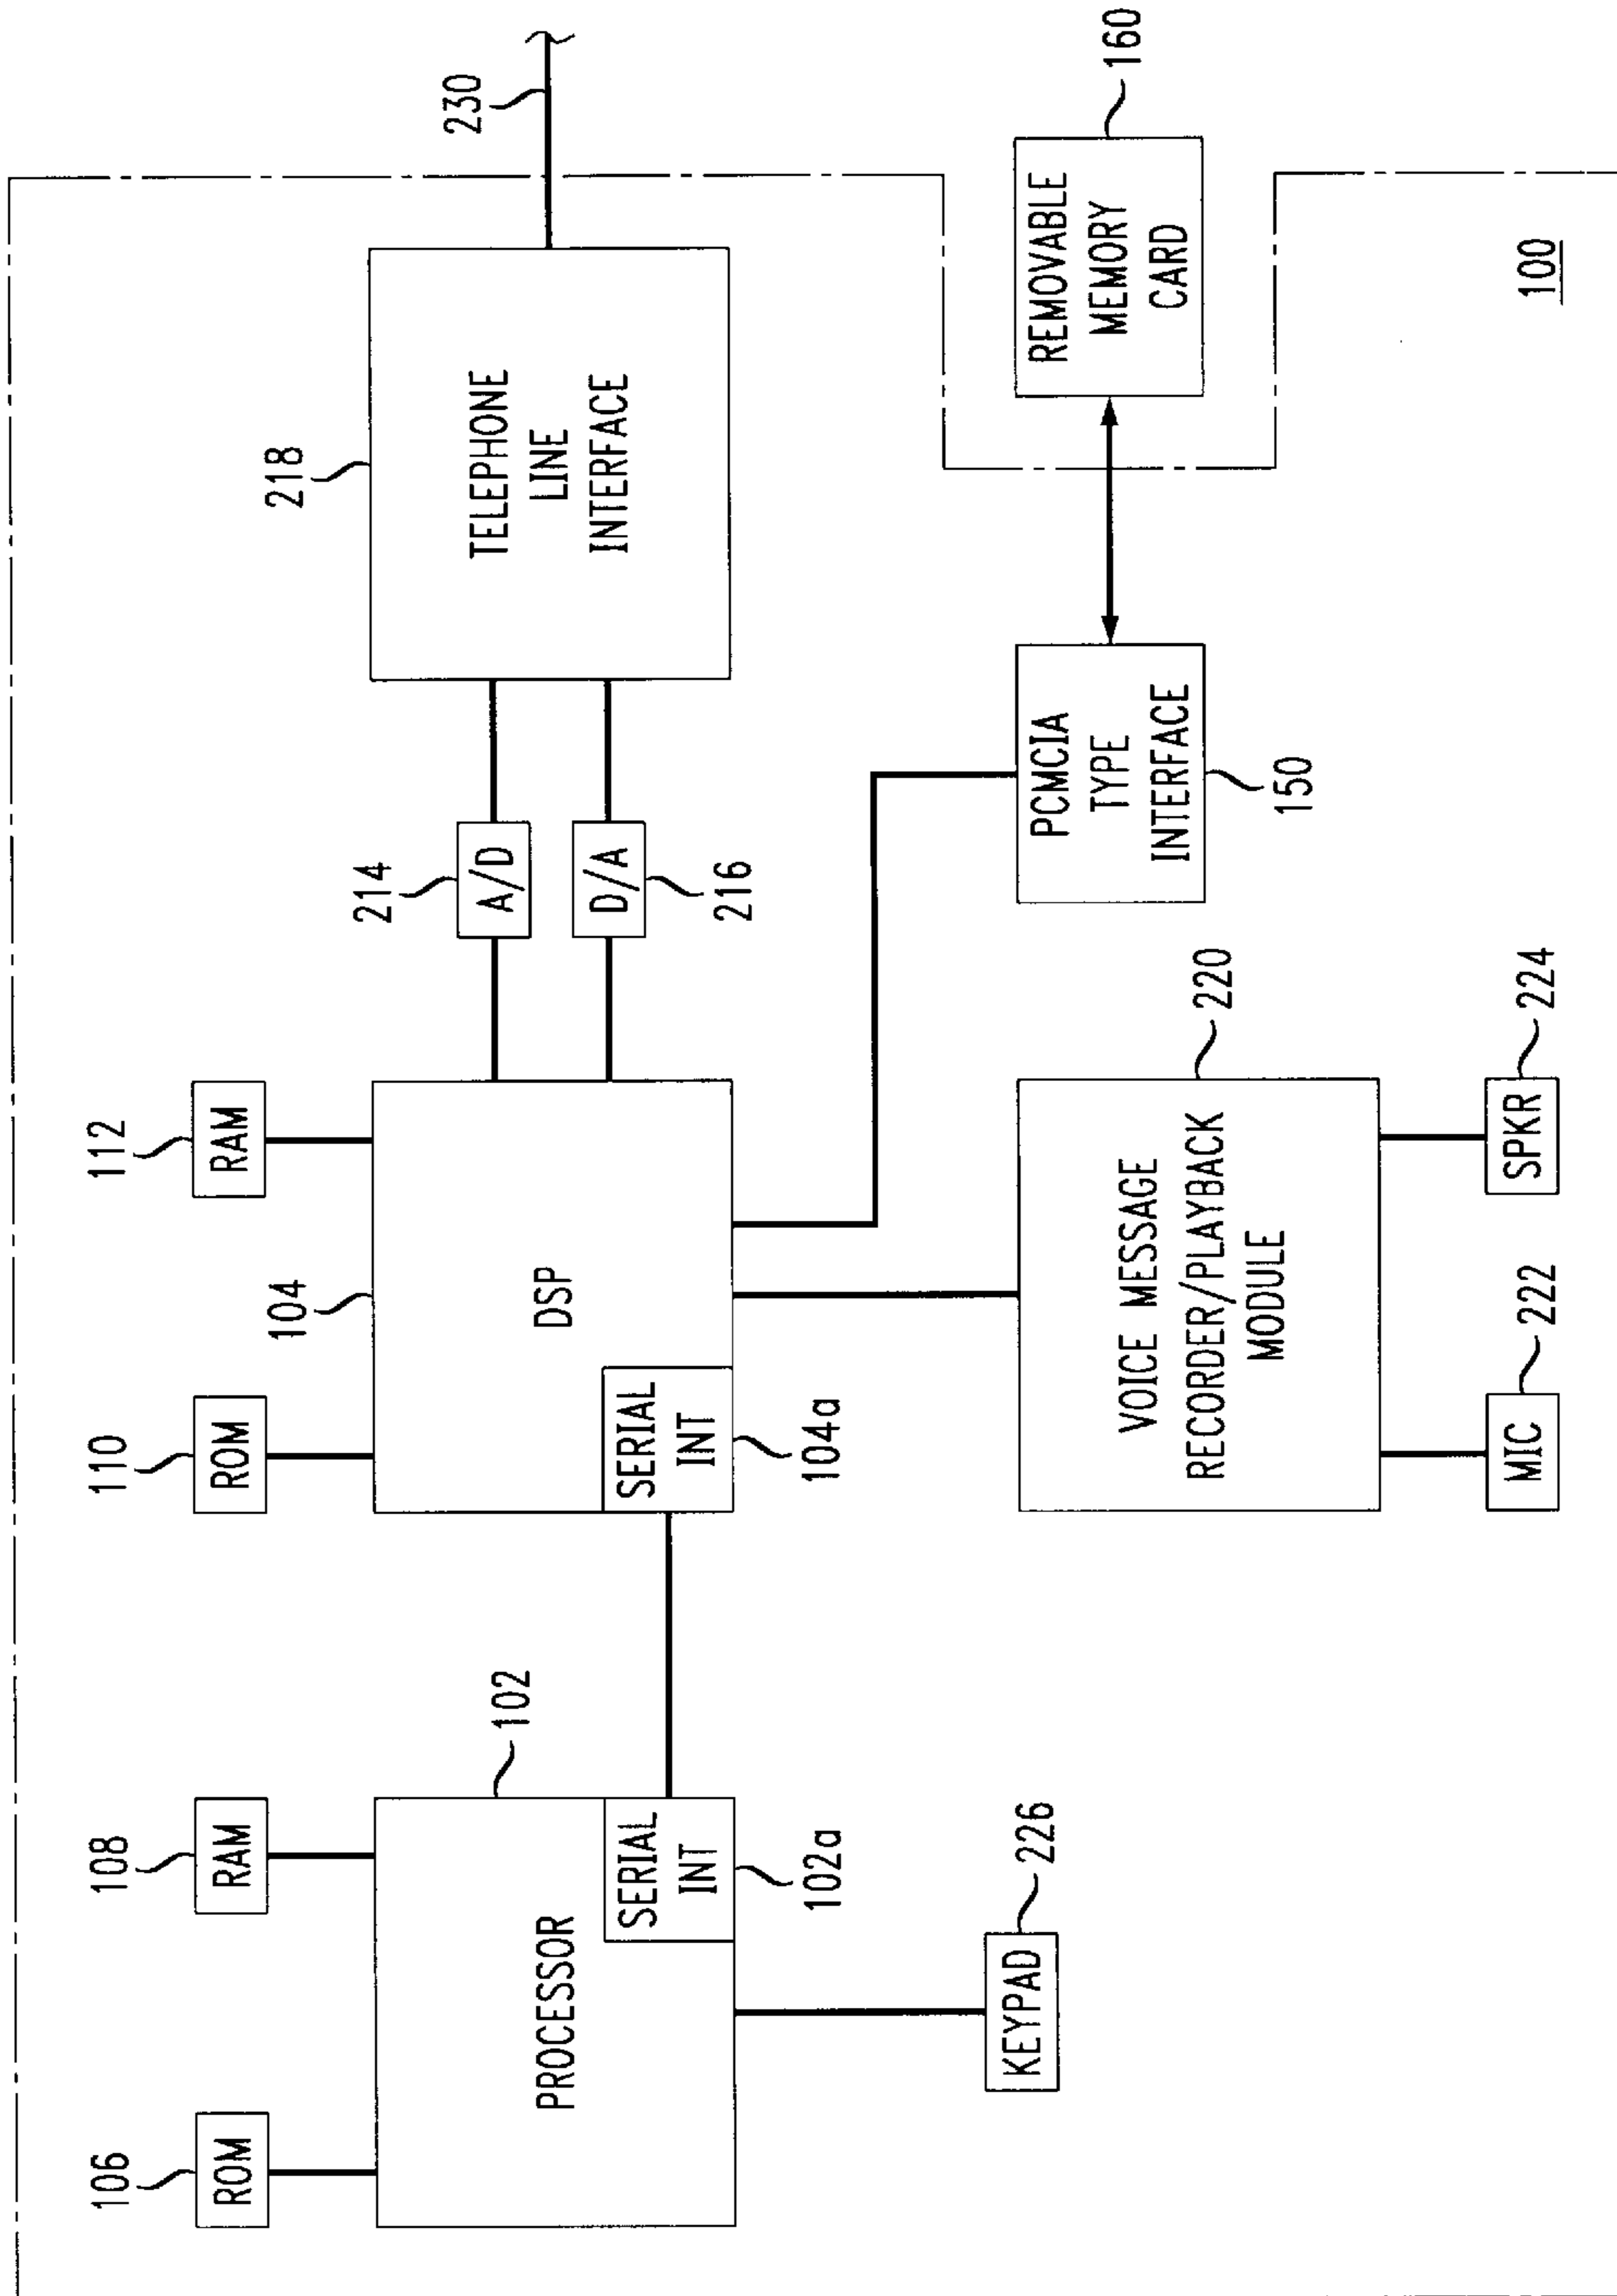 106
ROM
108
RAM
110
ROM
112
RAM
102
PROCESSOR
SERIAL
INT
102a
104
DSP
SERIAL
INT
104a
214
A/D
D/A
216
218
TELEPHONE
LINE
INTERFACE
230
KEYPAD
226
VOICE MESSAGE
RECORDER/PLAYBACK
MODULE
220
MIC
222
SPKR
224
PCMCIA
TYPE
INTERFACE
150
REMOVABLE
MEMORY
CARD
160
100